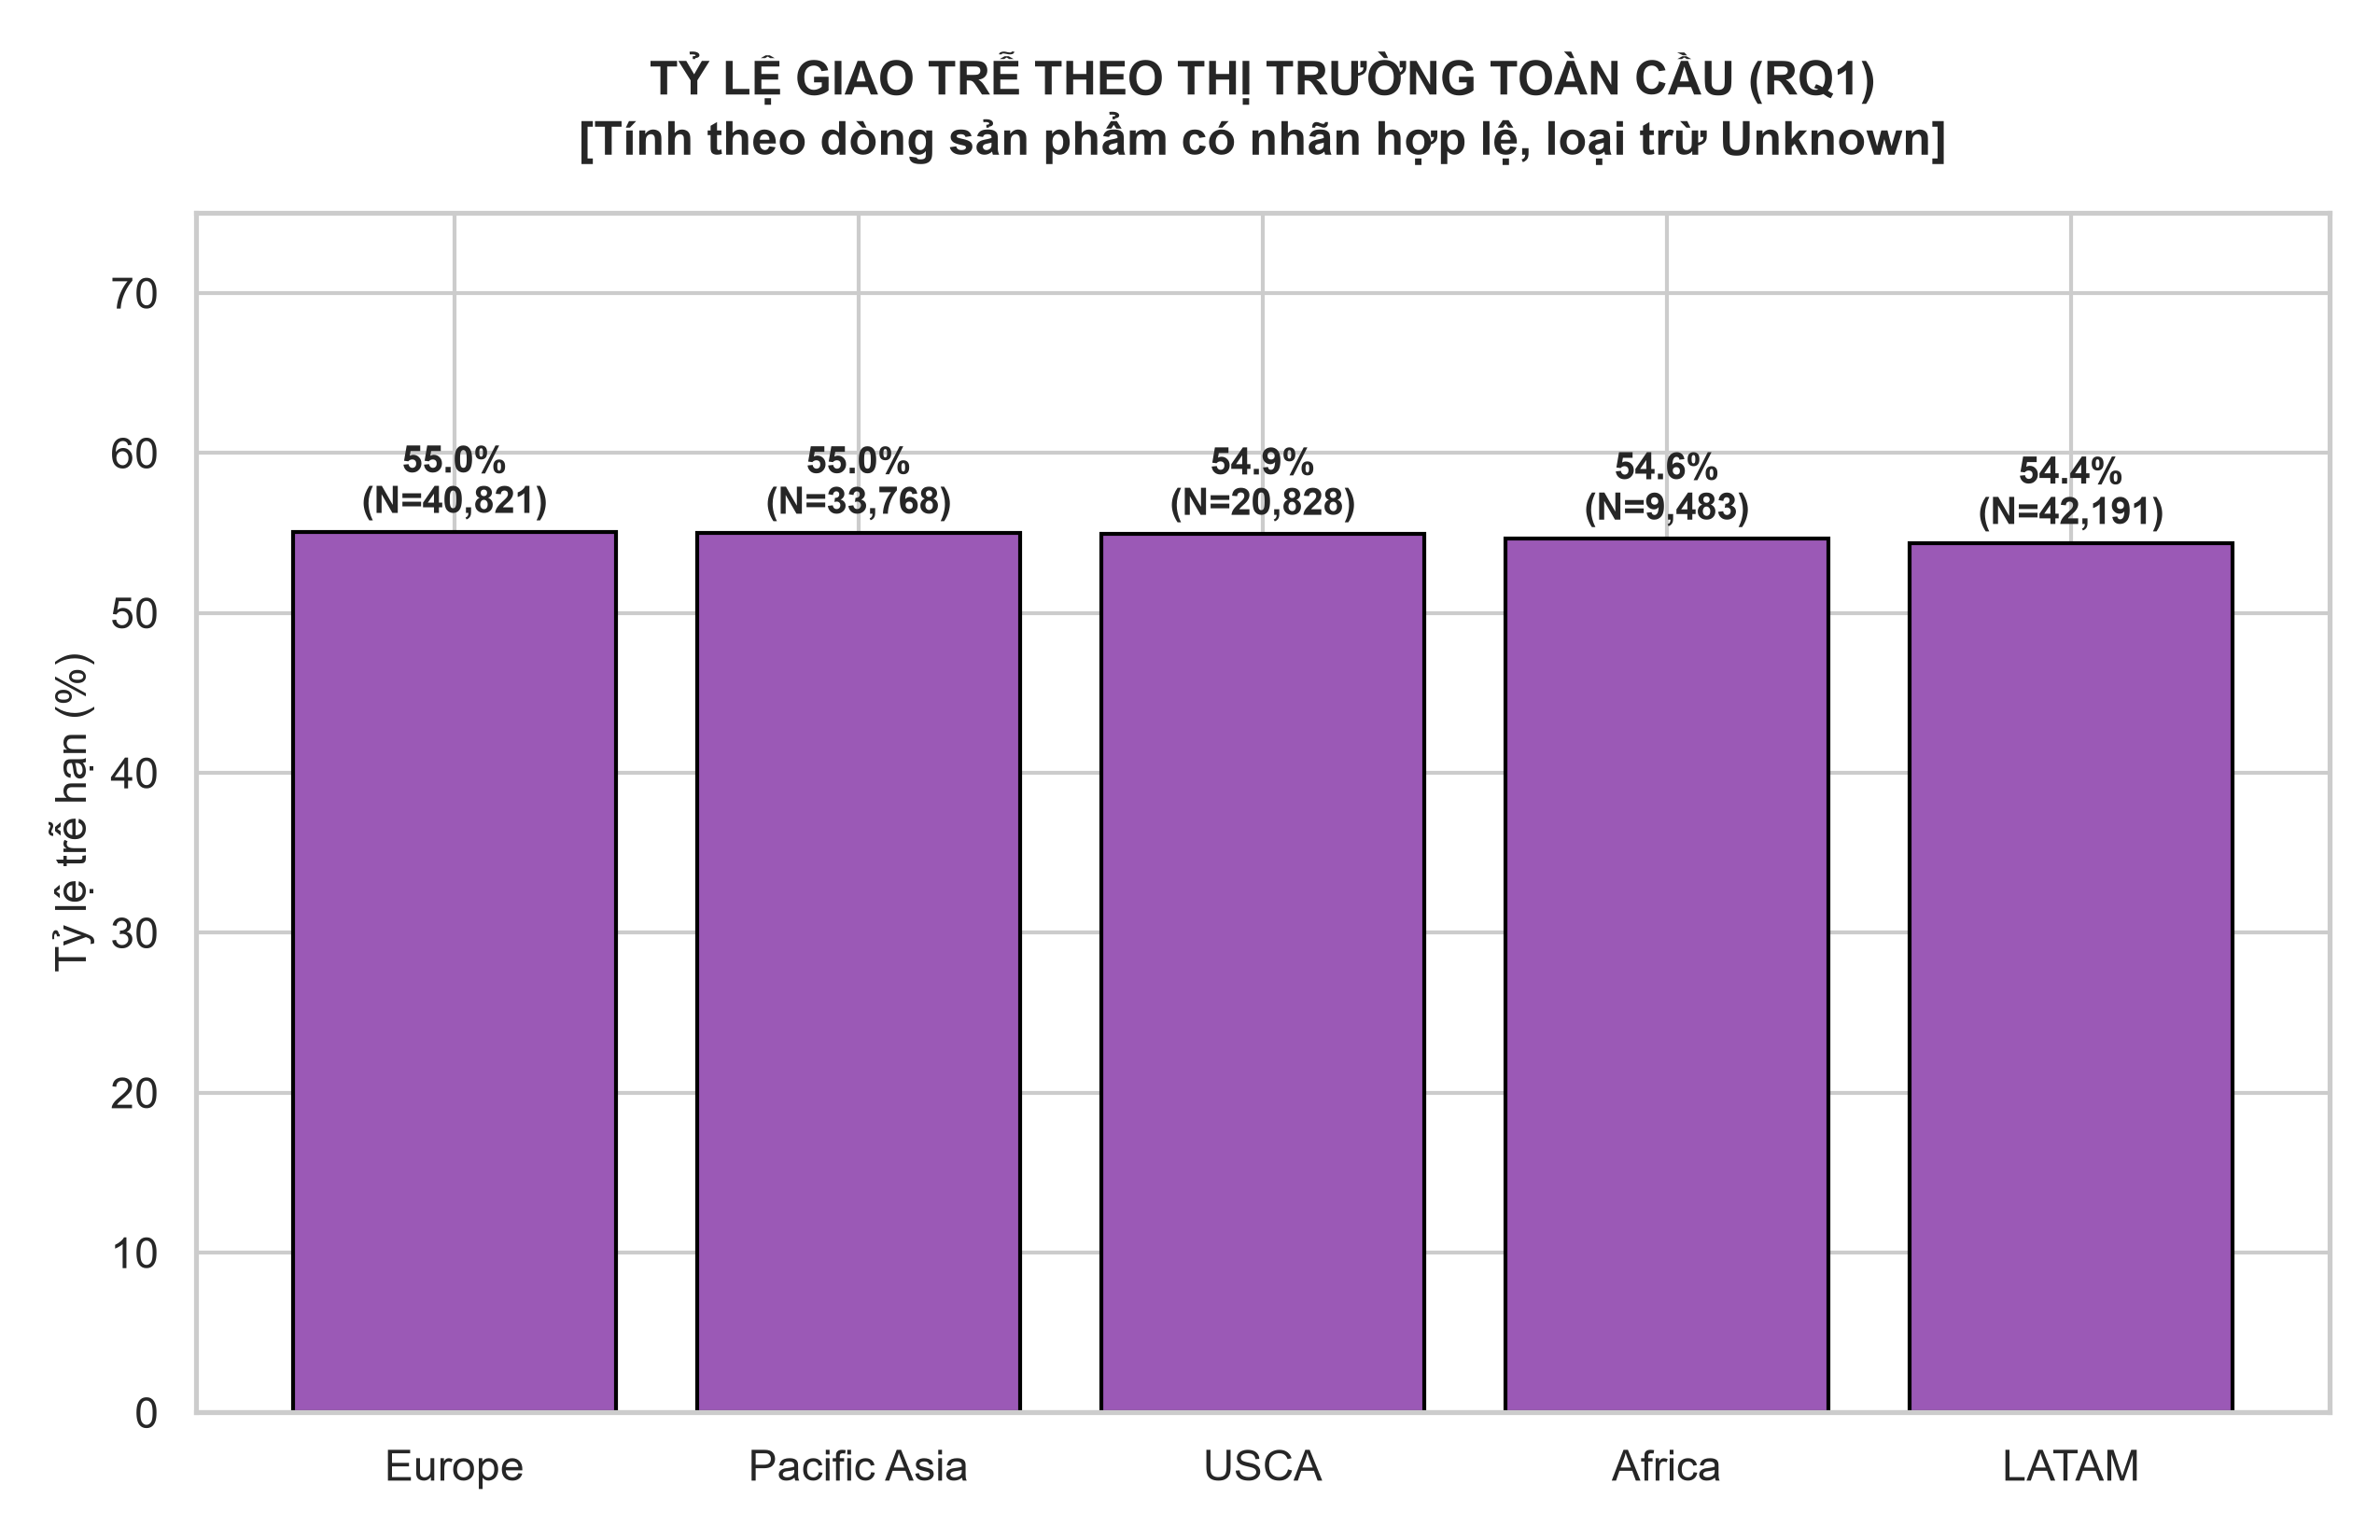 TỶ LỆ GIAO TRỄ THEO THỊ TRƯỜNG TOÀN CẦU (RQ1)
[Tính theo dòng sản phẩm có nhãn hợp lệ, loại trừ Unknown]
Tỷ lệ trễ hạn (%)
70
60
50
40
30
20
10
0
55.0%
(N=40,821)
55.0%
(N=33,768)
54.9%
(N=20,828)
54.6%
(N=9,483)
54.4%
(N=42,191)
Europe
Pacific Asia
USCA
Africa
LATAM